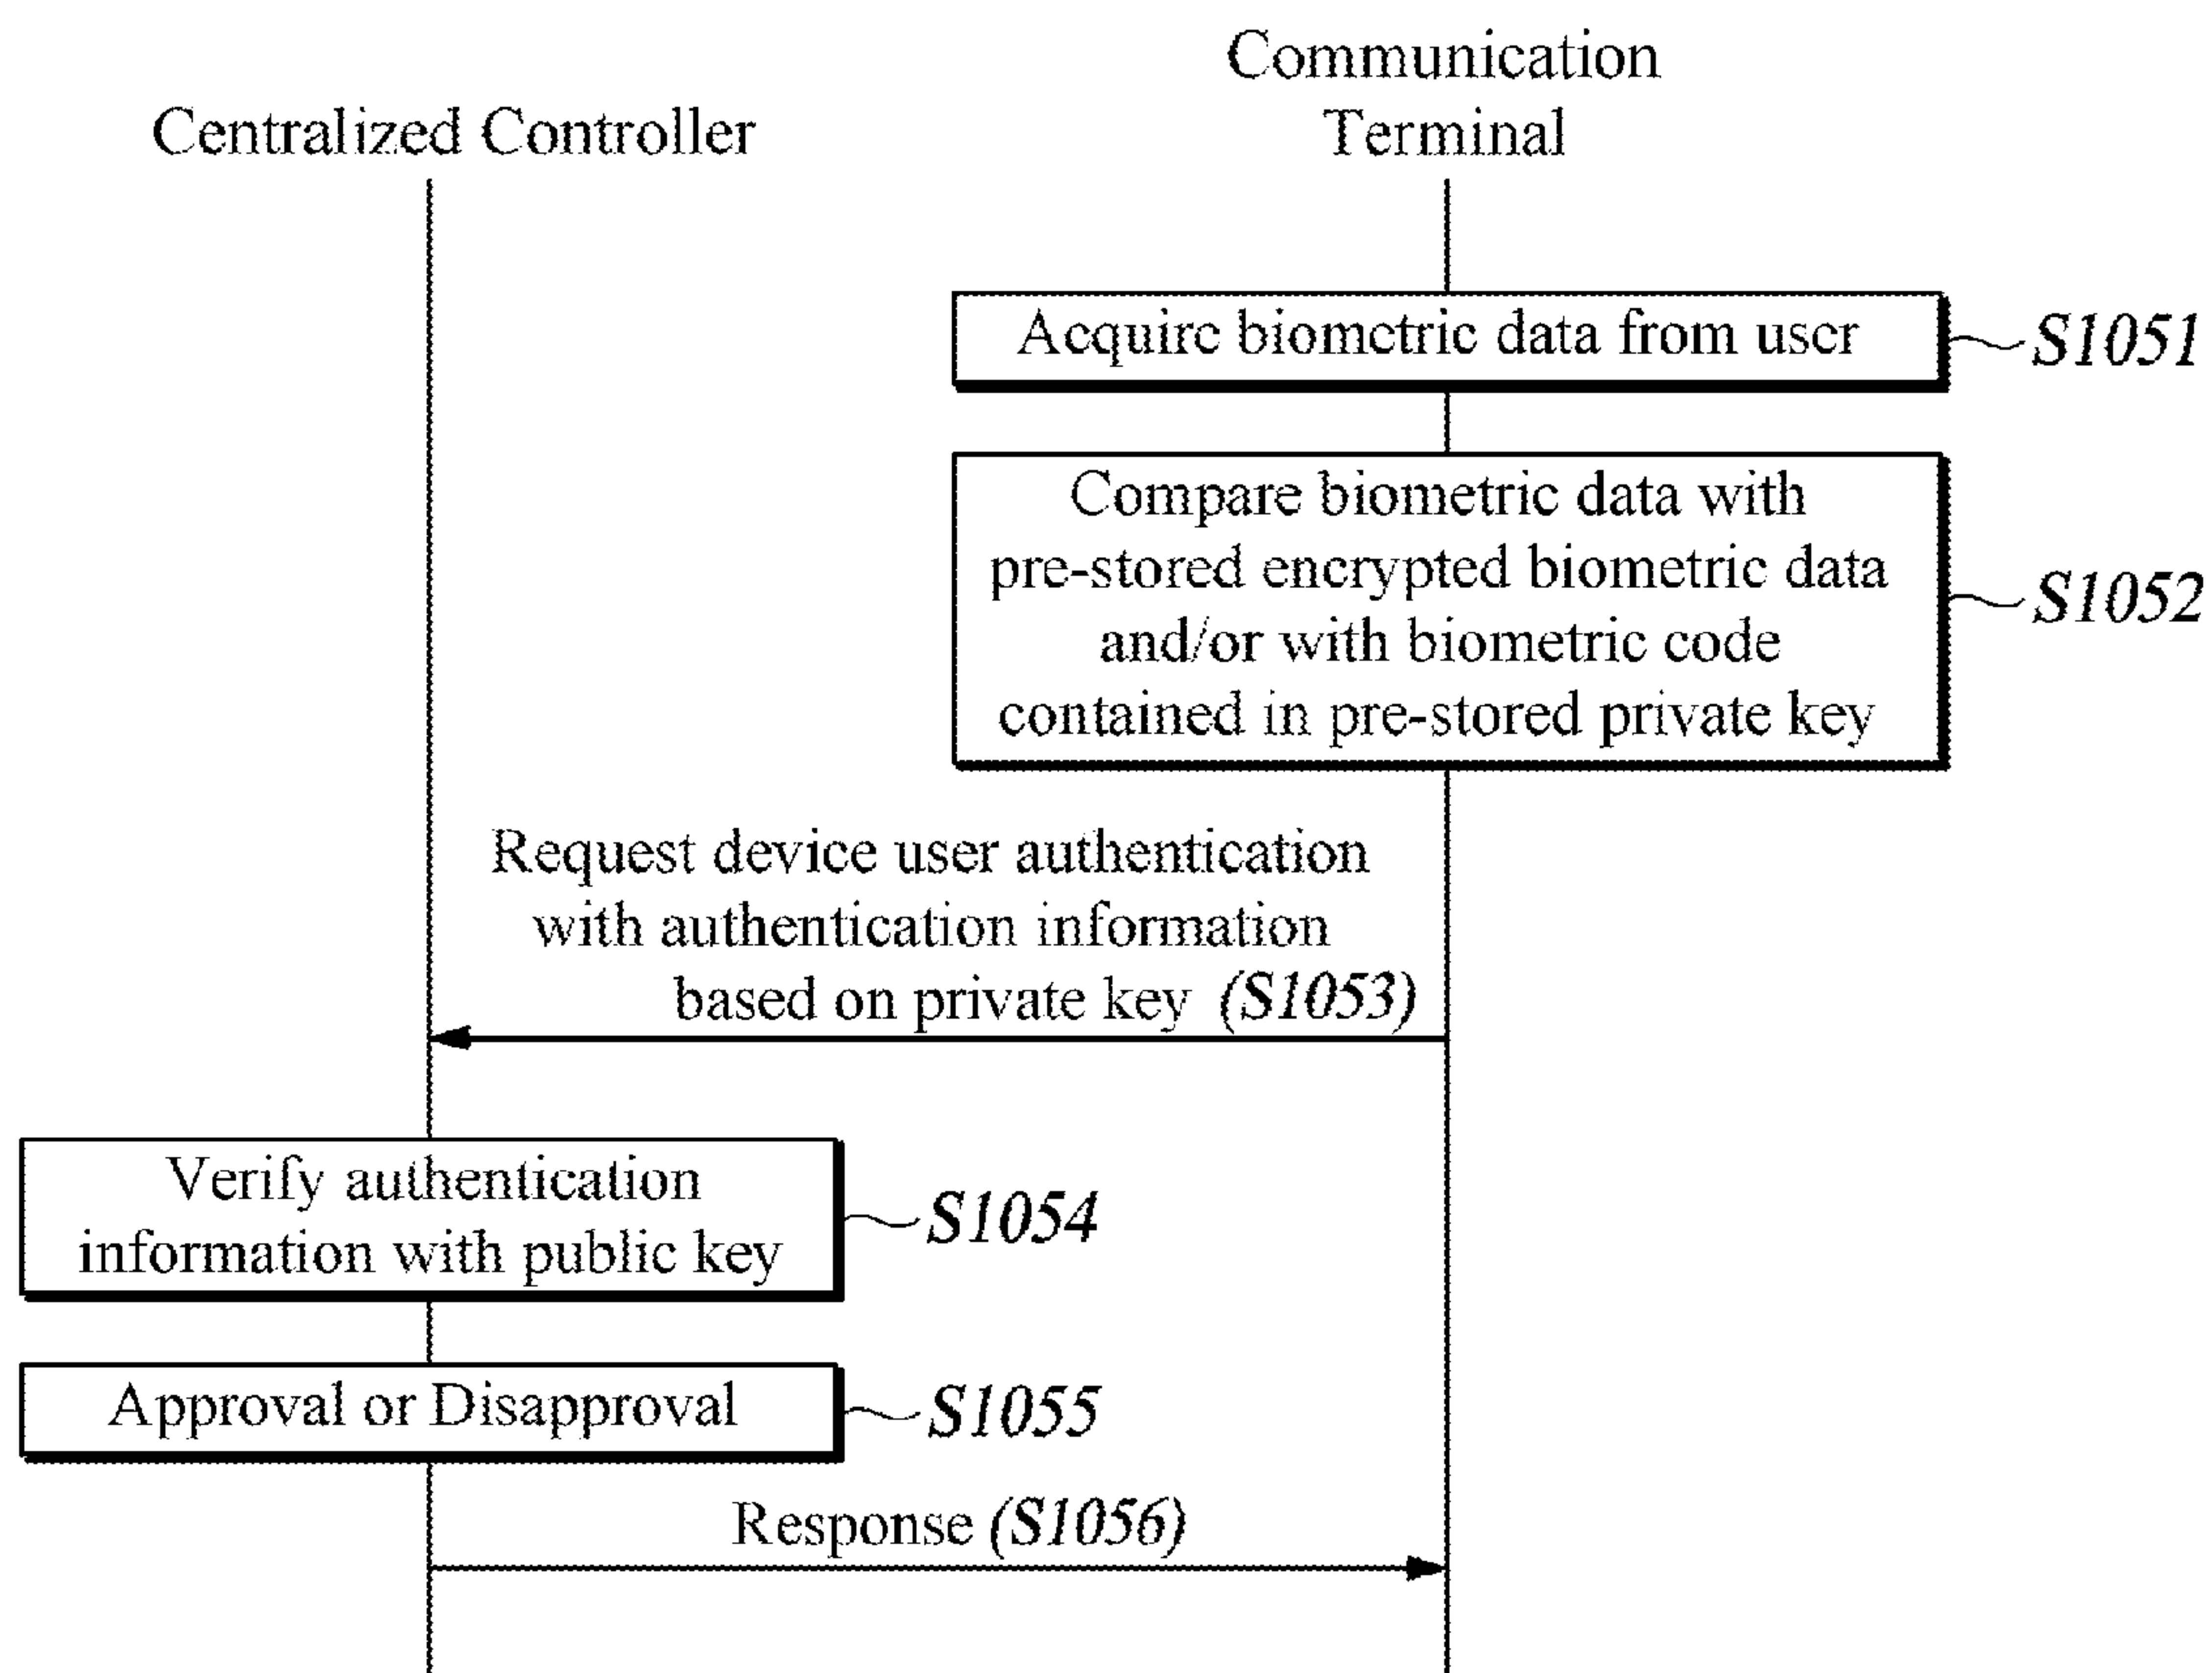 Communication
Terminal
Centralized Controller
Acquire biometric data from user
S1051
Compare biometric data with
pre-stored encrypted biometric data
and/or with biometric code
contained in pre-stored private key
S1052
Request device user authentication
with authentication information
based on private key (S1053)
Verify authentication
information with public key
S1054
Approval or Disapproval
S1055
Response (S1056)